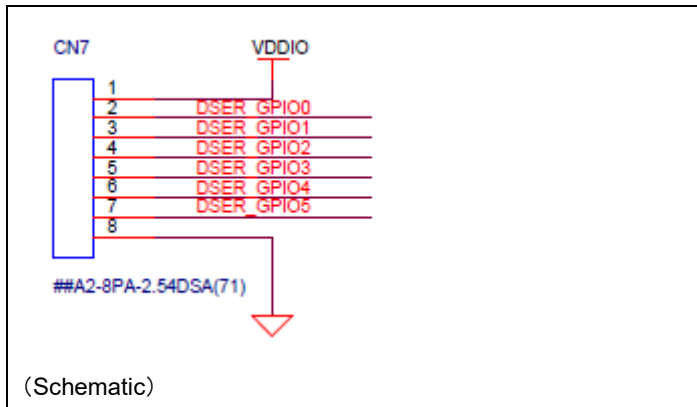 CN7 VDDIO
1
2 DSER_GPIO0
3 DSER_GPIO1
4 DSER_GPIO2
5 DSER_GPIO3
6 DSER_GPIO4
7 DSER_GPIO5
8
##A2-8PA-2.54DSA(71)
（Schematic）